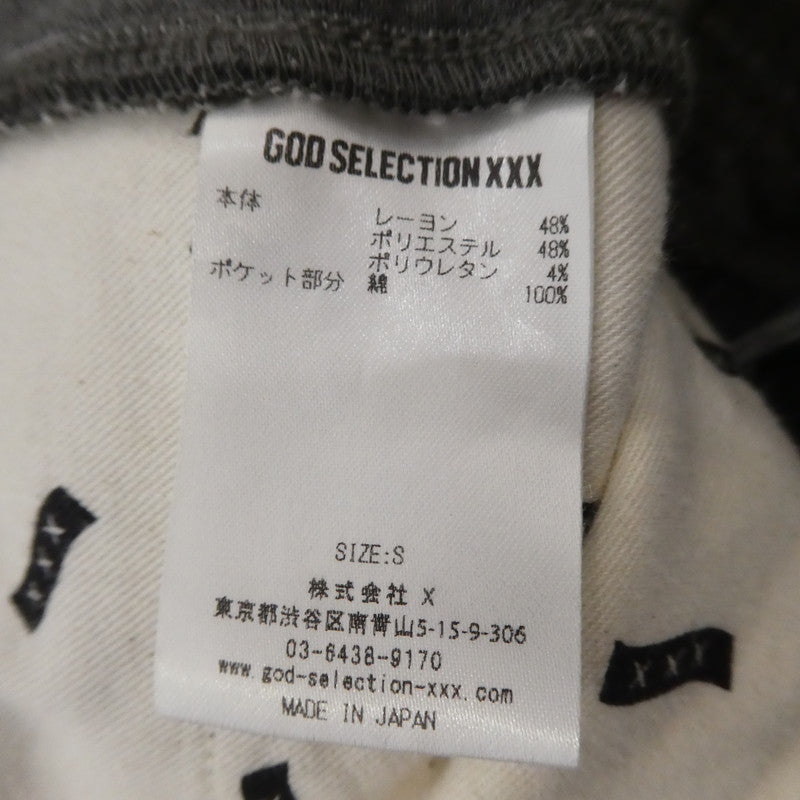 GOD SELECTION XXX
本体 レーヨン 48%
ポリエステル 48%
ポリウレタン 4%
ポケット部分 綿 100%
SIZE:S
株式会社 X
東京都渋谷区南青山5-15-9-306
03-6438-9170
www.god-selection-xxx.com
MADE IN JAPAN
XXX
XXX